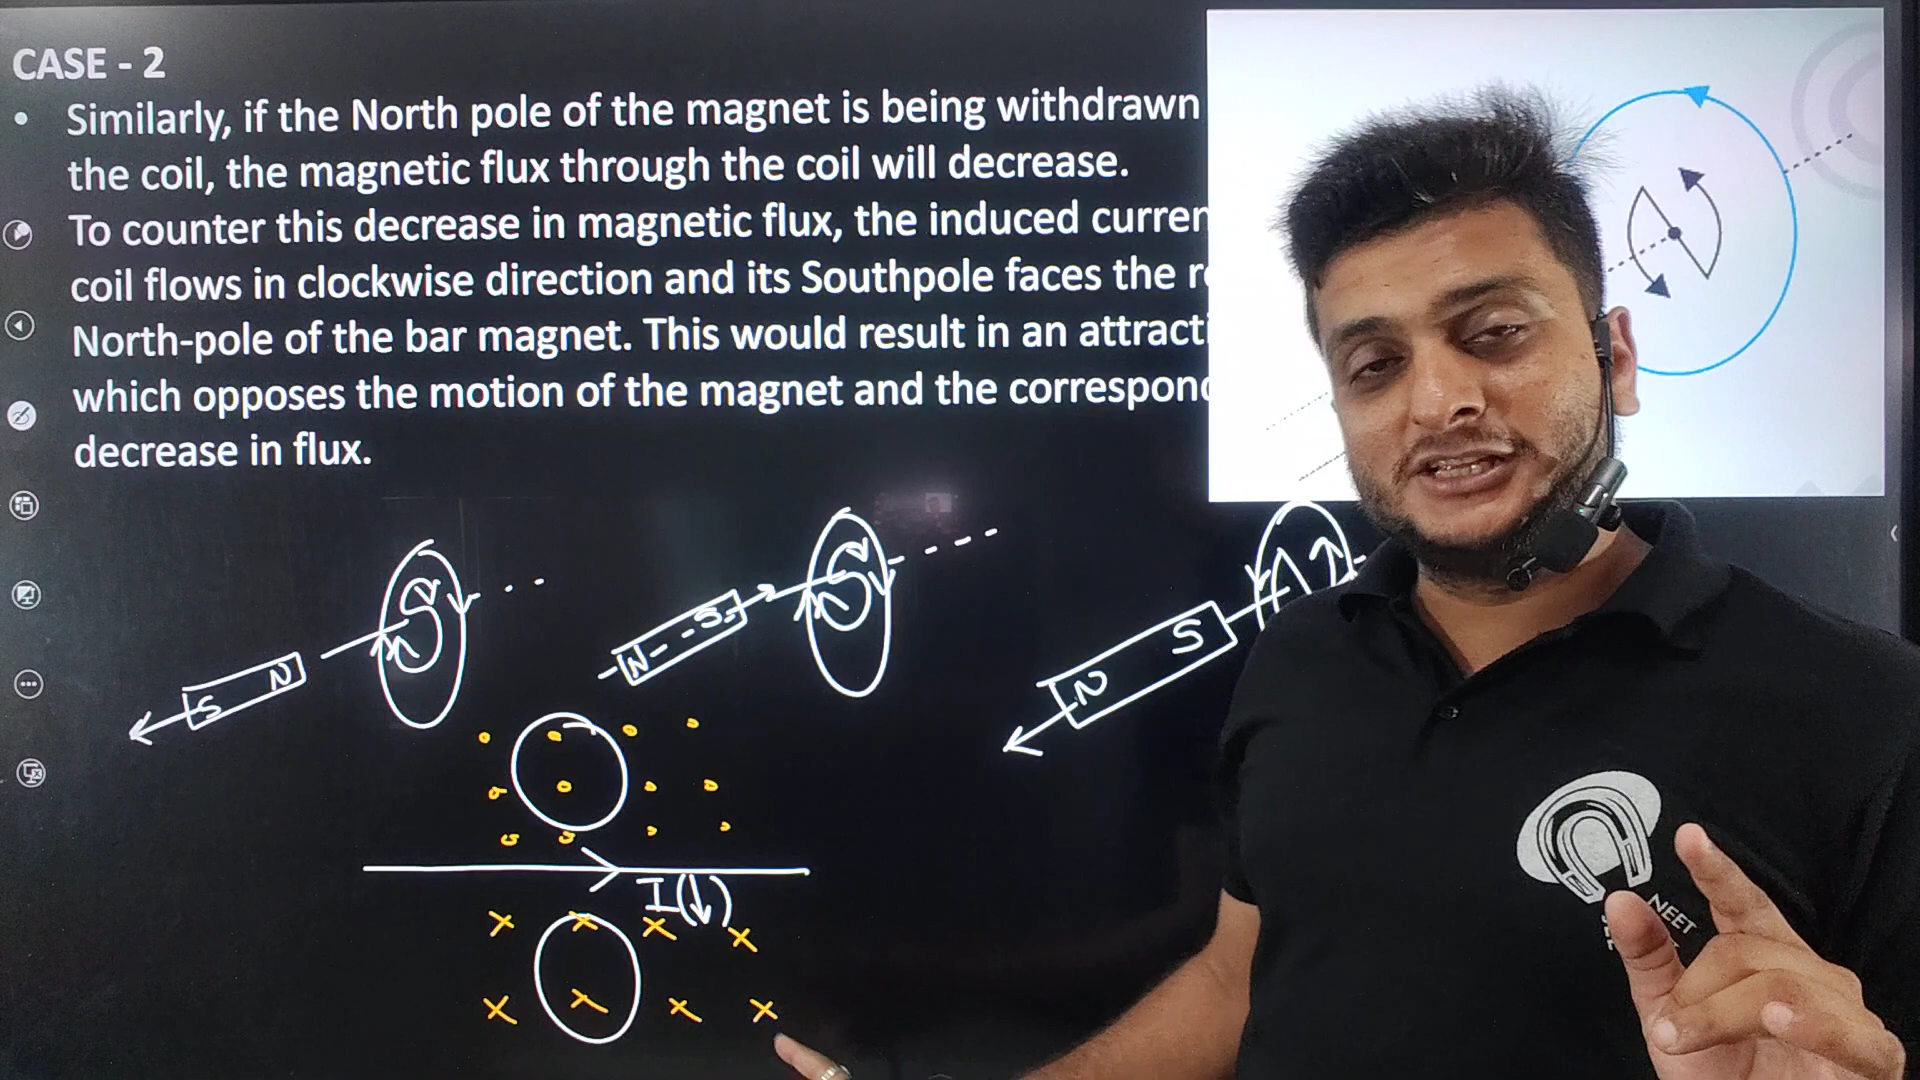 CASE - 2
• Similarly, if the North pole of the magnet is being withdrawn
the coil, the magnetic flux through the coil will decrease.
To counter this decrease in magnetic flux, the induced curren
coil flows in clockwise direction and its Southpole faces the r
North-pole of the bar magnet. This would result in an attracti
which opposes the motion of the magnet and the correspond
decrease in flux.
S
S
S N
N S
N S
I(↓)
NEET